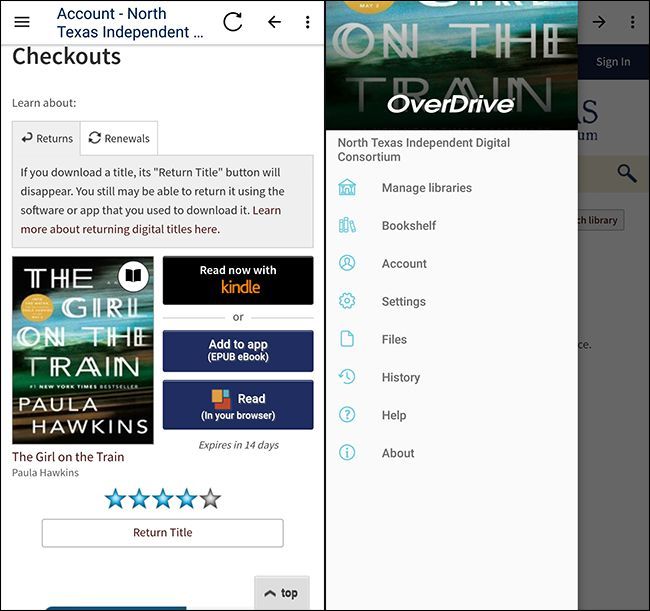 Account - North
Texas Independent ...
Checkouts
Learn about:
Returns
Renewals
If you download a title, its "Return Title" button will
disappear. You still may be able to return it using the
software or app that you used to download it. Learn
more about returning digital titles here.
THE
GIRL
ON THE
TRAIN
#1 NEW YORK TIMES BESTSELLER
PAULA
HAWKINS
Read now with
kindle
or
Add to app
(EPUB eBook)
Read
(In your browser)
Expires in 14 days
The Girl on the Train
Paula Hawkins
Return Title
top
MAY 2
GIRL
ON THE
TRAIN
OverDrive
North Texas Independent Digital
Consortium
Manage libraries
Bookshelf
Account
Settings
Files
History
Help
About
Sign In
AS
um
ch library
ce.